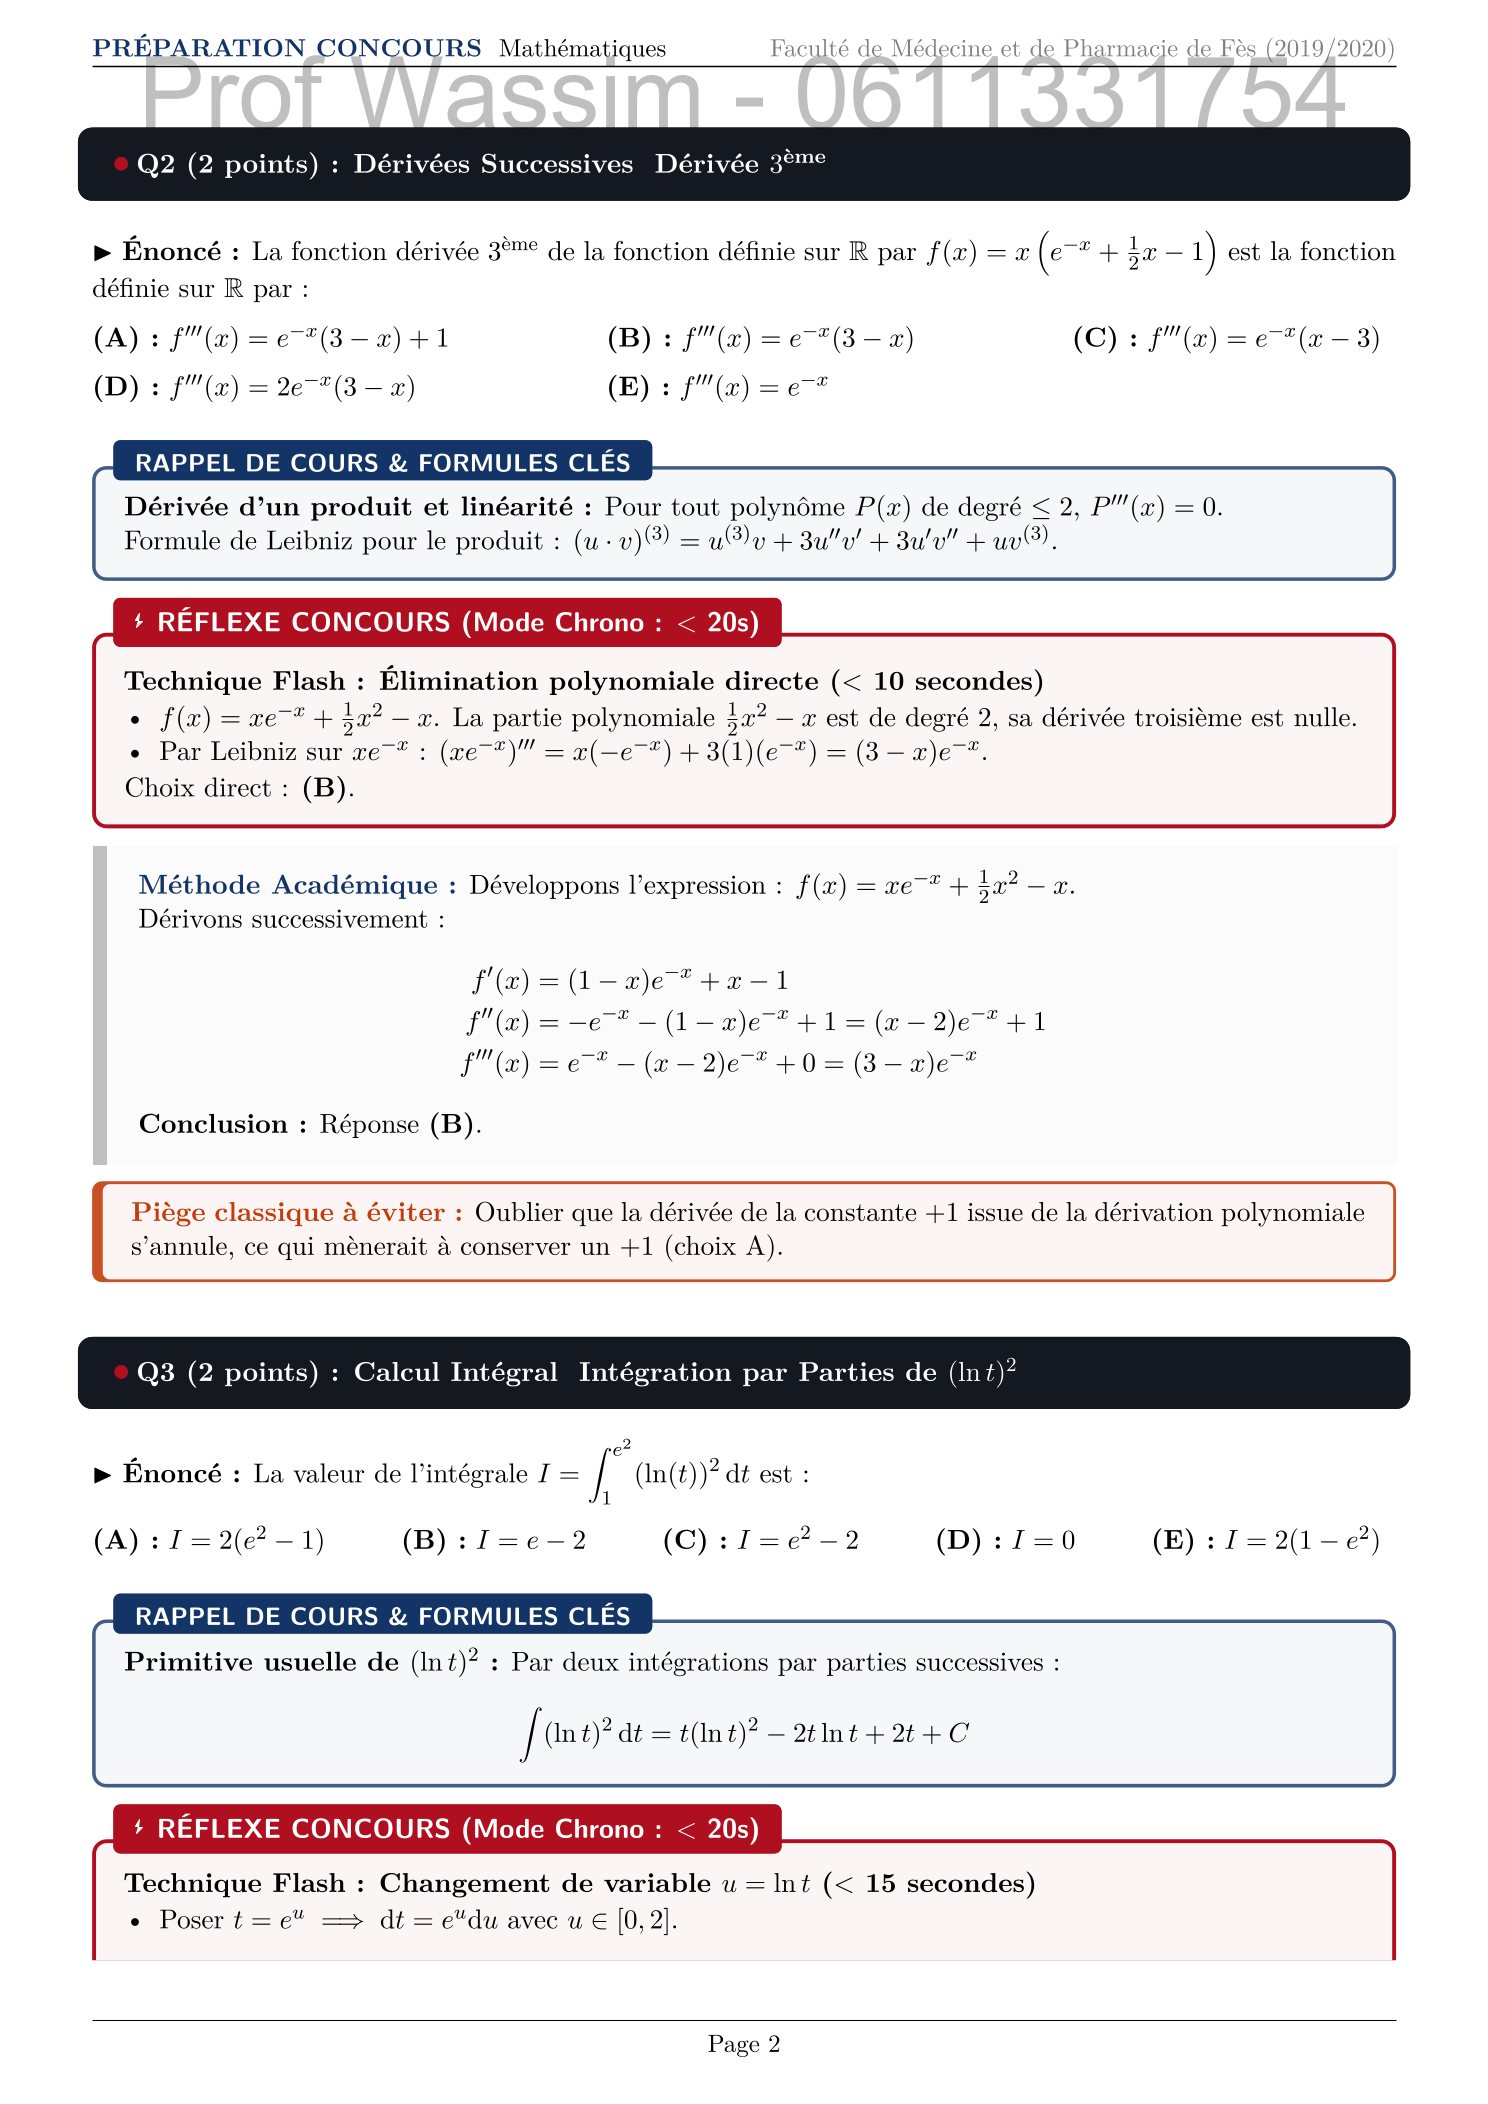 PRÉPARATION CONCOURS Mathématiques Faculté de Médecine et de Pharmacie de Fès (2019/2020)
Prof Wassim - 0611331754
Q2 (2 points) : Dérivées Successives Dérivée 3ème
► Énoncé : La fonction dérivée 3ème de la fonction définie sur ℝ par f(x) = x(e^{-x} + 1/2 x − 1) est la fonction
définie sur ℝ par :
(A) : f′′′(x) = e^{-x}(3 − x) + 1 (B) : f′′′(x) = e^{-x}(3 − x) (C) : f′′′(x) = e^{-x}(x − 3)
(D) : f′′′(x) = 2e^{-x}(3 − x) (E) : f′′′(x) = e^{-x}
RAPPEL DE COURS & FORMULES CLÉS
Dérivée d'un produit et linéarité : Pour tout polynôme P(x) de degré ≤ 2, P′′′(x) = 0.
Formule de Leibniz pour le produit : (u · v)^{(3)} = u^{(3)}v + 3u′′v′ + 3u′v′′ + uv^{(3)}.
RÉFLEXE CONCOURS (Mode Chrono : < 20s)
Technique Flash : Élimination polynomiale directe (< 10 secondes)
• f(x) = xe^{-x} + 1/2 x² − x. La partie polynomiale 1/2 x² − x est de degré 2, sa dérivée troisième est nulle.
• Par Leibniz sur xe^{-x} : (xe^{-x})′′′ = x(−e^{-x}) + 3(1)(e^{-x}) = (3 − x)e^{-x}.
Choix direct : (B).
Méthode Académique : Développons l'expression : f(x) = xe^{-x} + 1/2 x² − x.
Dérivons successivement :
f′(x) = (1 − x)e^{-x} + x − 1
f′′(x) = −e^{-x} − (1 − x)e^{-x} + 1 = (x − 2)e^{-x} + 1
f′′′(x) = e^{-x} − (x − 2)e^{-x} + 0 = (3 − x)e^{-x}
Conclusion : Réponse (B).
Piège classique à éviter : Oublier que la dérivée de la constante +1 issue de la dérivation polynomiale
s'annule, ce qui mènerait à conserver un +1 (choix A).
Q3 (2 points) : Calcul Intégral Intégration par Parties de (ln t)²
► Énoncé : La valeur de l'intégrale I = ∫_1^{e²} (ln(t))² dt est :
(A) : I = 2(e² − 1) (B) : I = e − 2 (C) : I = e² − 2 (D) : I = 0 (E) : I = 2(1 − e²)
RAPPEL DE COURS & FORMULES CLÉS
Primitive usuelle de (ln t)² : Par deux intégrations par parties successives :
∫(ln t)² dt = t(ln t)² − 2t ln t + 2t + C
RÉFLEXE CONCOURS (Mode Chrono : < 20s)
Technique Flash : Changement de variable u = ln t (< 15 secondes)
• Poser t = e^u ⟹ dt = e^u du avec u ∈ [0, 2].
Page 2